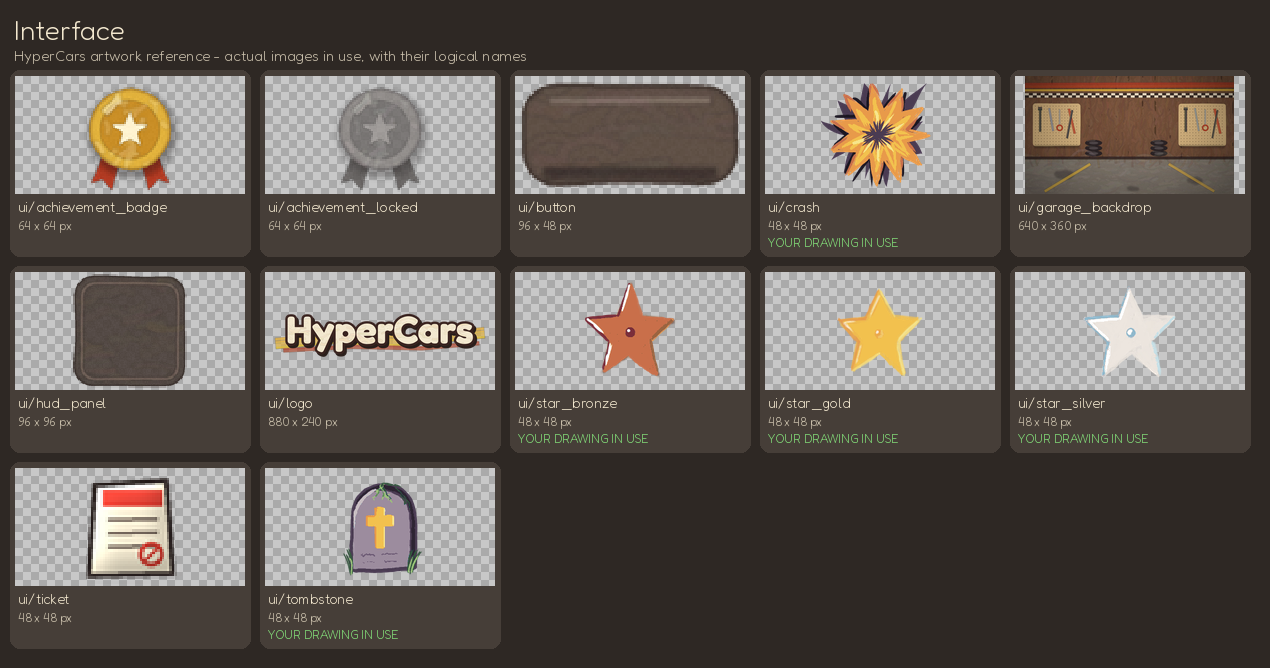 Interface
HyperCars artwork reference - actual images in use, with their logical names
ui/achievement_badge
64 x 64 px
ui/achievement_locked
64 x 64 px
ui/button
96 x 48 px
ui/crash
48 x 48 px
YOUR DRAWING IN USE
ui/garage_backdrop
640 x 360 px
ui/hud_panel
96 x 96 px
HyperCars
ui/logo
880 x 240 px
ui/star_bronze
48 x 48 px
YOUR DRAWING IN USE
ui/star_gold
48 x 48 px
YOUR DRAWING IN USE
ui/star_silver
48 x 48 px
YOUR DRAWING IN USE
ui/ticket
48 x 48 px
ui/tombstone
48 x 48 px
YOUR DRAWING IN USE